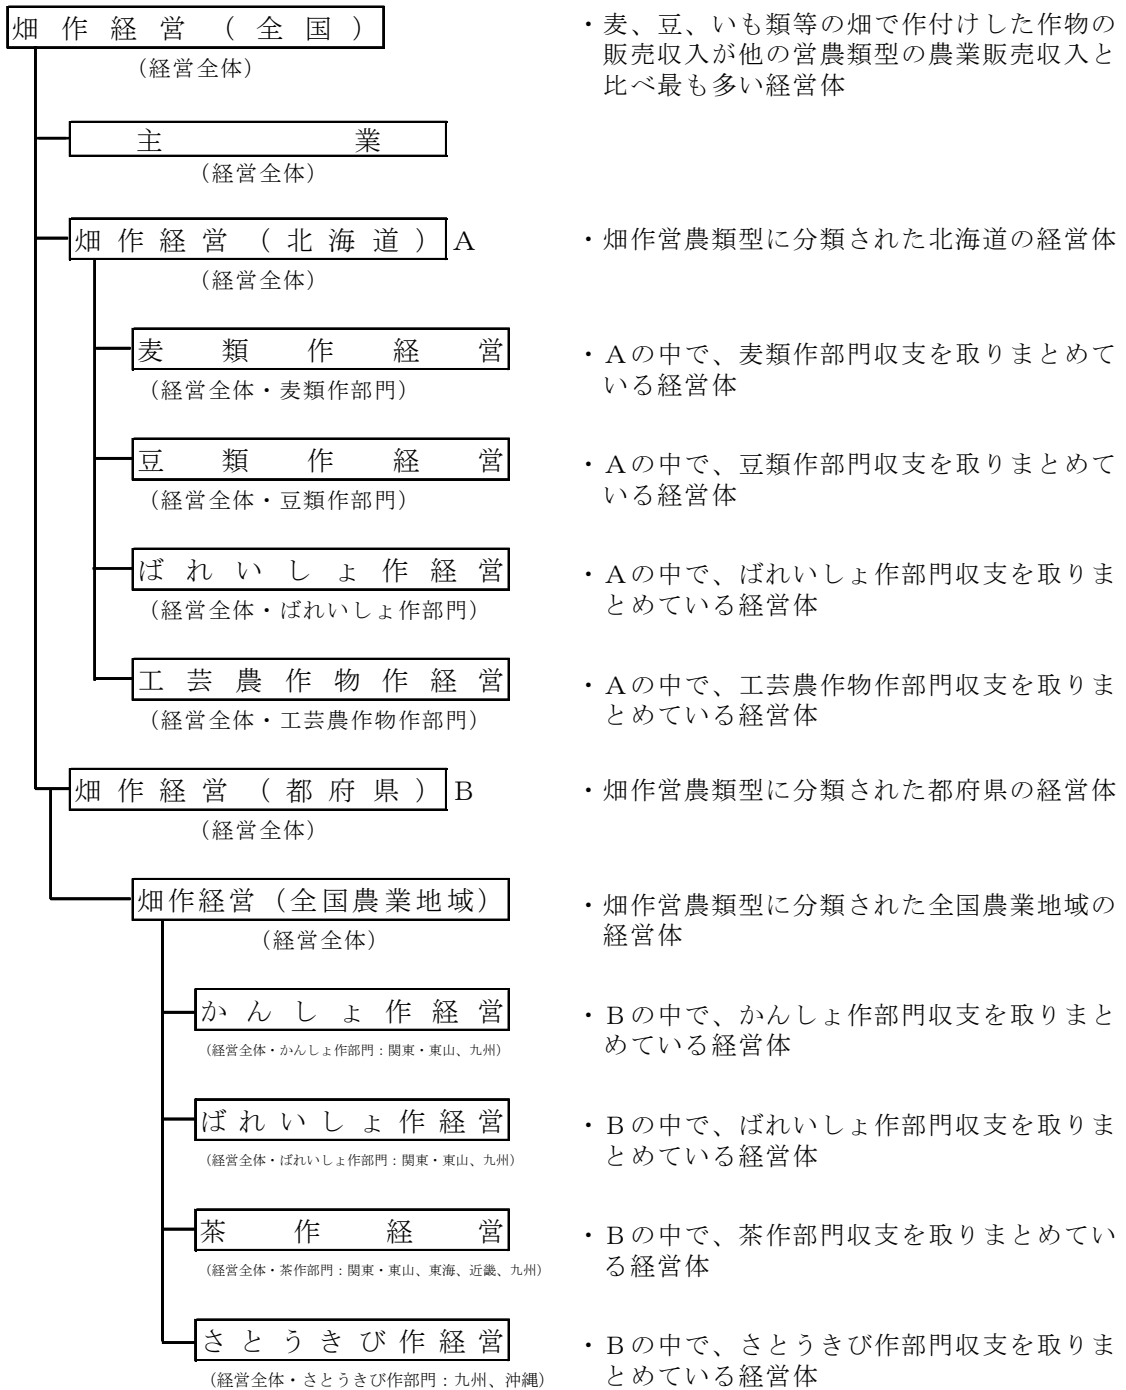 畑作経営（全国）
・麦、豆、いも類等の畑で作付けした作物の
販売収入が他の営農類型の農業販売収入と
比べ最も多い経営体
（経営全体）
主業
（経営全体）
畑作経営（北海道）A
・畑作営農類型に分類された北海道の経営体
（経営全体）
麦類作経営
・Ａの中で、麦類作部門収支を取りまとめて
いる経営体
（経営全体・麦類作部門）
豆類作経営
・Ａの中で、豆類作部門収支を取りまとめて
いる経営体
（経営全体・豆類作部門）
ばれいしょ作経営
・Ａの中で、ばれいしょ作部門収支を取りま
とめている経営体
（経営全体・ばれいしょ作部門）
工芸農作物作経営
・Ａの中で、工芸農作物作部門収支を取りま
とめている経営体
（経営全体・工芸農作物作部門）
畑作経営（都府県）B
・畑作営農類型に分類された都府県の経営体
（経営全体）
畑作経営（全国農業地域）
・畑作営農類型に分類された全国農業地域の
経営体
（経営全体）
かんしょ作経営
・Ｂの中で、かんしょ作部門収支を取りまと
めている経営体
（経営全体・かんしょ作部門：関東・東山、九州）
ばれいしょ作経営
・Ｂの中で、ばれいしょ作部門収支を取りま
とめている経営体
（経営全体・ばれいしょ作部門：関東・東山、九州）
茶作経営
・Ｂの中で、茶作部門収支を取りまとめてい
る経営体
（経営全体・茶作部門：関東・東山、東海、近畿、九州）
さとうきび作経営
・Ｂの中で、さとうきび作部門収支を取りま
とめている経営体
（経営全体・さとうきび作部門：九州、沖縄）